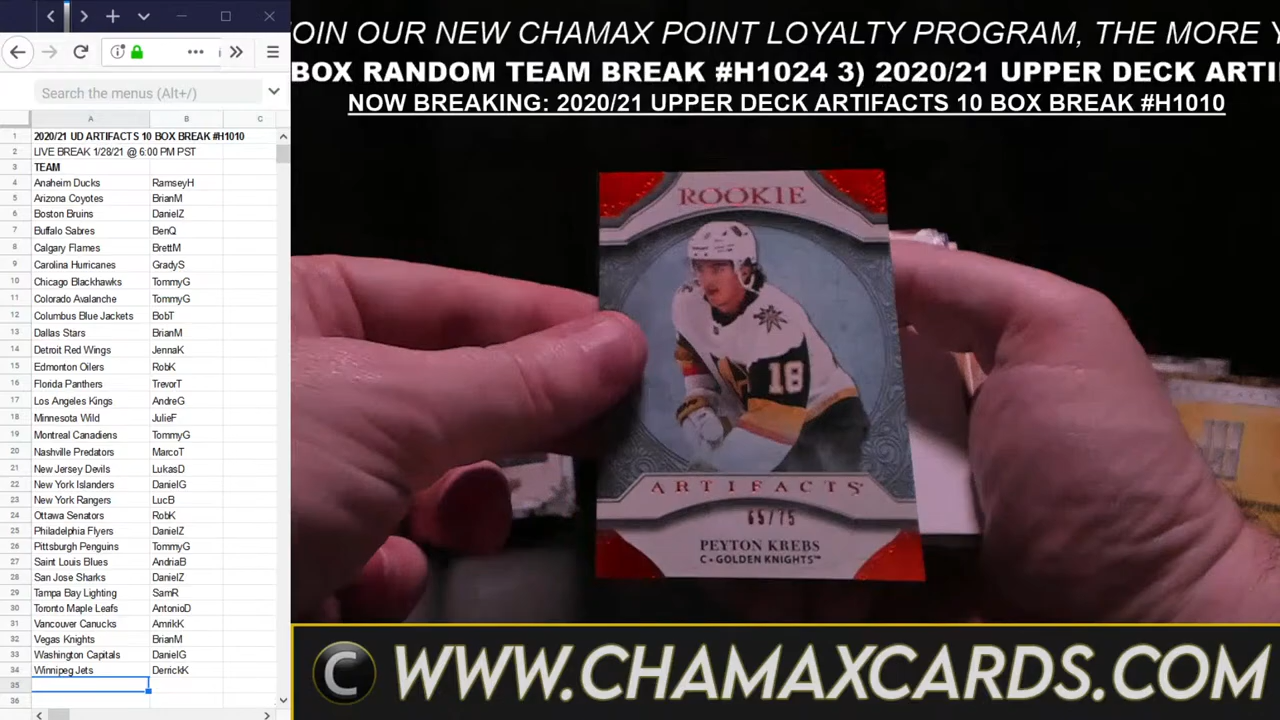 OIN OUR NEW CHAMAX POINT LOYALTY PROGRAM, THE MORE Y
BOX RANDOM TEAM BREAK #H1024 3) 2020/21 UPPER DECK ARTI
NOW BREAKING: 2020/21 UPPER DECK ARTIFACTS 10 BOX BREAK #H1010
Search the menus (Alt+/)
A B C
1 2020/21 UD ARTIFACTS 10 BOX BREAK #H1010
2 LIVE BREAK 1/28/21 @ 6:00 PM PST
3 TEAM
4 Anaheim Ducks RamseyH
5 Arizona Coyotes BrianM
6 Boston Bruins DanielZ
7 Buffalo Sabres BenQ
8 Calgary Flames BrettM
9 Carolina Hurricanes GradyS
10 Chicago Blackhawks TommyG
11 Colorado Avalanche TommyG
12 Columbus Blue Jackets BobT
13 Dallas Stars BrianM
14 Detroit Red Wings JennaK
15 Edmonton Oilers RobK
16 Florida Panthers TrevorT
17 Los Angeles Kings AndreG
18 Minnesota Wild JulieF
19 Montreal Canadiens TommyG
20 Nashville Predators MarcoT
21 New Jersey Devils LukasD
22 New York Islanders DanielG
23 New York Rangers LucB
24 Ottawa Senators RobK
25 Philadelphia Flyers DanielZ
26 Pittsburgh Penguins TommyG
27 Saint Louis Blues AndriaB
28 San Jose Sharks DanielZ
29 Tampa Bay Lighting SamR
30 Toronto Maple Leafs AntonioD
31 Vancouver Canucks AmrikK
32 Vegas Knights BrianM
33 Washington Capitals DanielG
34 Winnipeg Jets DerrickK
35
36
ROOKIE
18
ARTIFACTS
65/75
PEYTON KREBS
C • GOLDEN KNIGHTS™
C WWW.CHAMAXCARDS.COM